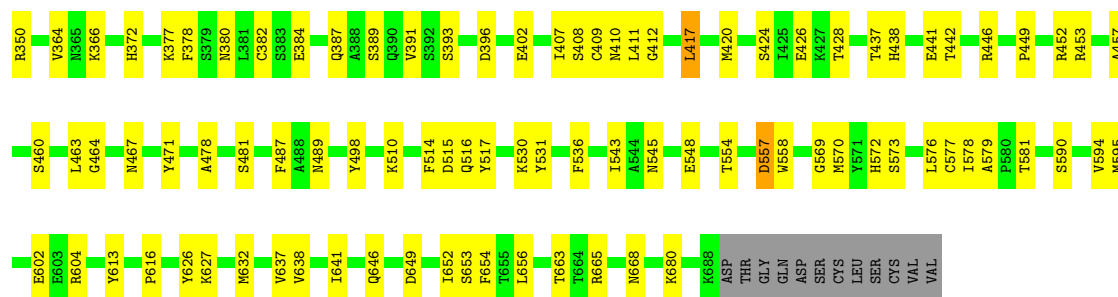 R350 V364 N365 K366 H372 K377 F378 S379 N380 L381 C382 S383 E384 Q387 A388 S389 Q390 V391 S392 S393 D396 E402 I407 S408 C409 N410 L411 G412 L417 M420 S424 I425 E426 K427 T428 T437 H438 E441 T442 R446 P449 R452 R453 A457
S460 L463 G464 N467 Y471 A478 S481 F487 A488 N489 Y498 K510 F514 D515 Q516 Y517 K530 Y531 F536 I543 A544 N545 E548 T554 D557 W558 G569 M570 Y571 H572 S573 L576 C577 I578 A579 P580 T581 S590 V594 M595
E602 E603 R604 Y613 P616 Y626 K627 M632 V637 V638 I641 Q646 D649 I652 S653 F654 T655 L656 T663 T664 R665 N668 K680 K688 ASP THR GLY GLN ASP SER CYS LEU SER CYS VAL VAL